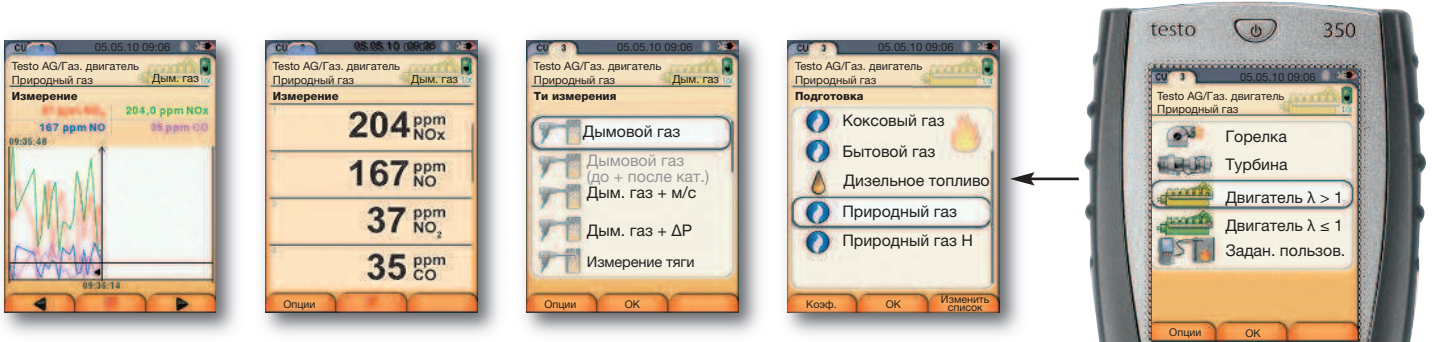 CU
05.05.10 09:06
Testo AG/Газ. двигатель
Природный газ
Дым. газ
Измерение
204,0 ppm NOx
167 ppm NO
35 ppm CO
09:35:48
09:36:14
CU
05.05.10 09:06
Testo AG/Газ. двигатель
Природный газ
Дым. газ
Измерение
204 ppm NOx
167 ppm NO
37 ppm NO2
35 ppm CO
Опции
CU 3
05.05.10 09:06
Testo AG/Газ. двигатель
Природный газ
Дым. газ
Ти измерения
Дымовой газ
Дымовой газ
(до + после кат.)
Дым. газ + м/с
Дым. газ + ΔP
Измерение тяги
Опции
OK
CU 3
05.05.10 09:06
Testo AG/Газ. двигатель
Природный газ
Подготовка
Коксовый газ
Бытовой газ
Дизельное топливо
Природный газ
Природный газ Н
Коэф.
OK
Изменить
список
testo
350
CU 3
05.05.10 09:06
Testo AG/Газ. двигатель
Природный газ
Горелка
Турбина
Двигатель λ > 1
Двигатель λ ≤ 1
Задан. пользов.
Опции
OK